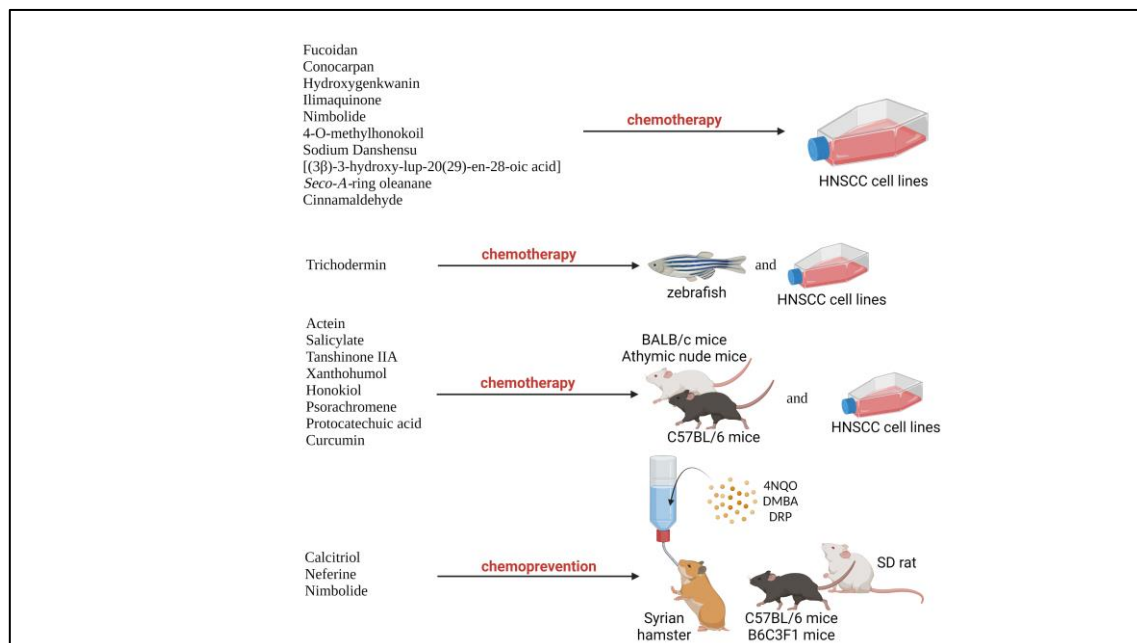 Fucoidan
Conocarpan
Hydroxygenkwanin
Ilimaquinone
Nimbolide
4-O-methylhonokoil
Sodium Danshensu
[(3β)-3-hydroxy-lup-20(29)-en-28-oic acid]
Seco-A-ring oleanane
Cinnamaldehyde
chemotherapy
HNSCC cell lines
Trichodermin
chemotherapy
zebrafish
and
HNSCC cell lines
Actein
Salicylate
Tanshinone IIA
Xanthohumol
Honokiol
Psorachromene
Protocatechuic acid
Curcumin
chemotherapy
BALB/c mice
Athymic nude mice
C57BL/6 mice
and
HNSCC cell lines
4NQO
DMBA
DRP
Calcitriol
Neferine
Nimbolide
chemoprevention
Syrian
hamster
SD rat
C57BL/6 mice
B6C3F1 mice